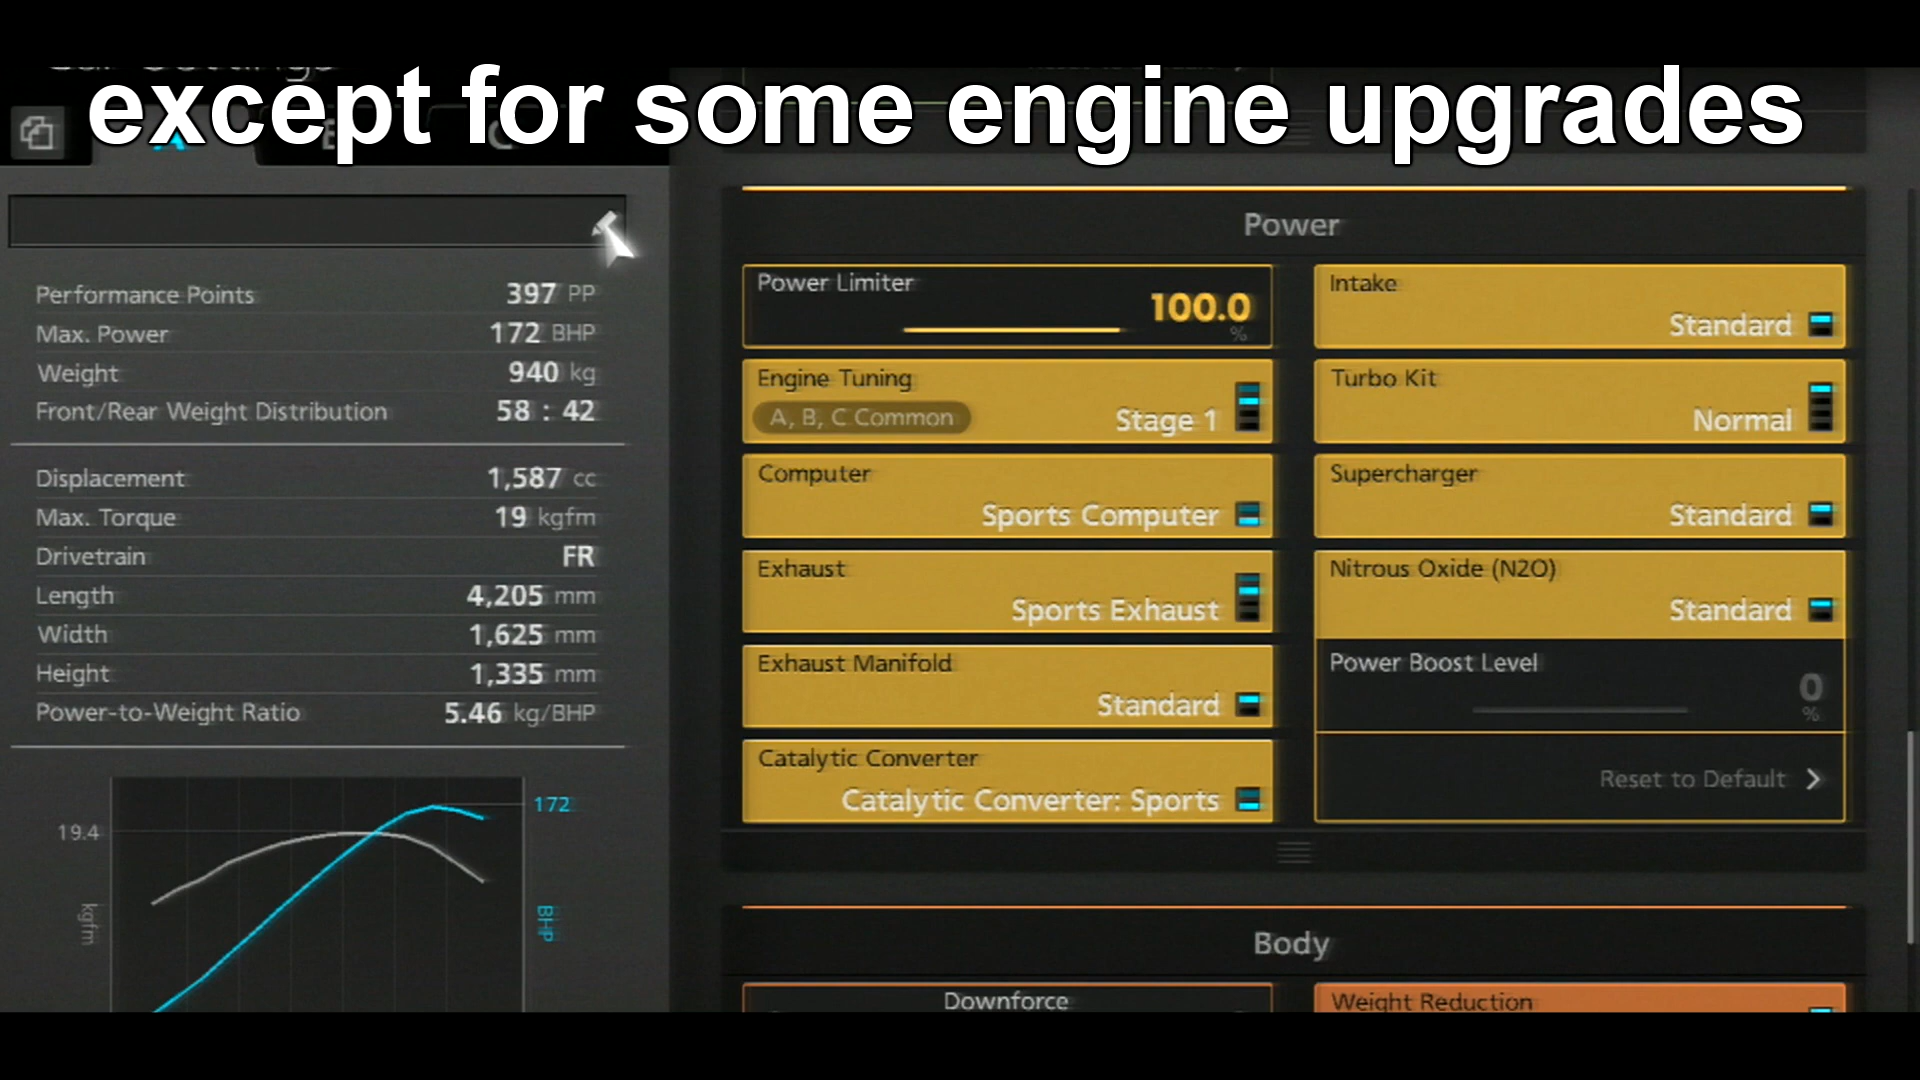 except for some engine upgrades
A
Performance Points 397 PP
Max. Power 172 BHP
Weight 940 kg
Front/Rear Weight Distribution 58 : 42
Displacement 1,587 cc
Max. Torque 19 kgfm
Drivetrain FR
Length 4,205 mm
Width 1,625 mm
Height 1,335 mm
Power-to-Weight Ratio 5.46 kg/BHP
172
19.4
kgfm
BHP
Power
Power Limiter
100.0
%
Engine Tuning
A, B, C Common Stage 1
Computer
Sports Computer
Exhaust
Sports Exhaust
Exhaust Manifold
Standard
Catalytic Converter
Catalytic Converter: Sports
Intake
Standard
Turbo Kit
Normal
Supercharger
Standard
Nitrous Oxide (N2O)
Standard
Power Boost Level
0
%
Reset to Default
Body
Downforce
Weight Reduction